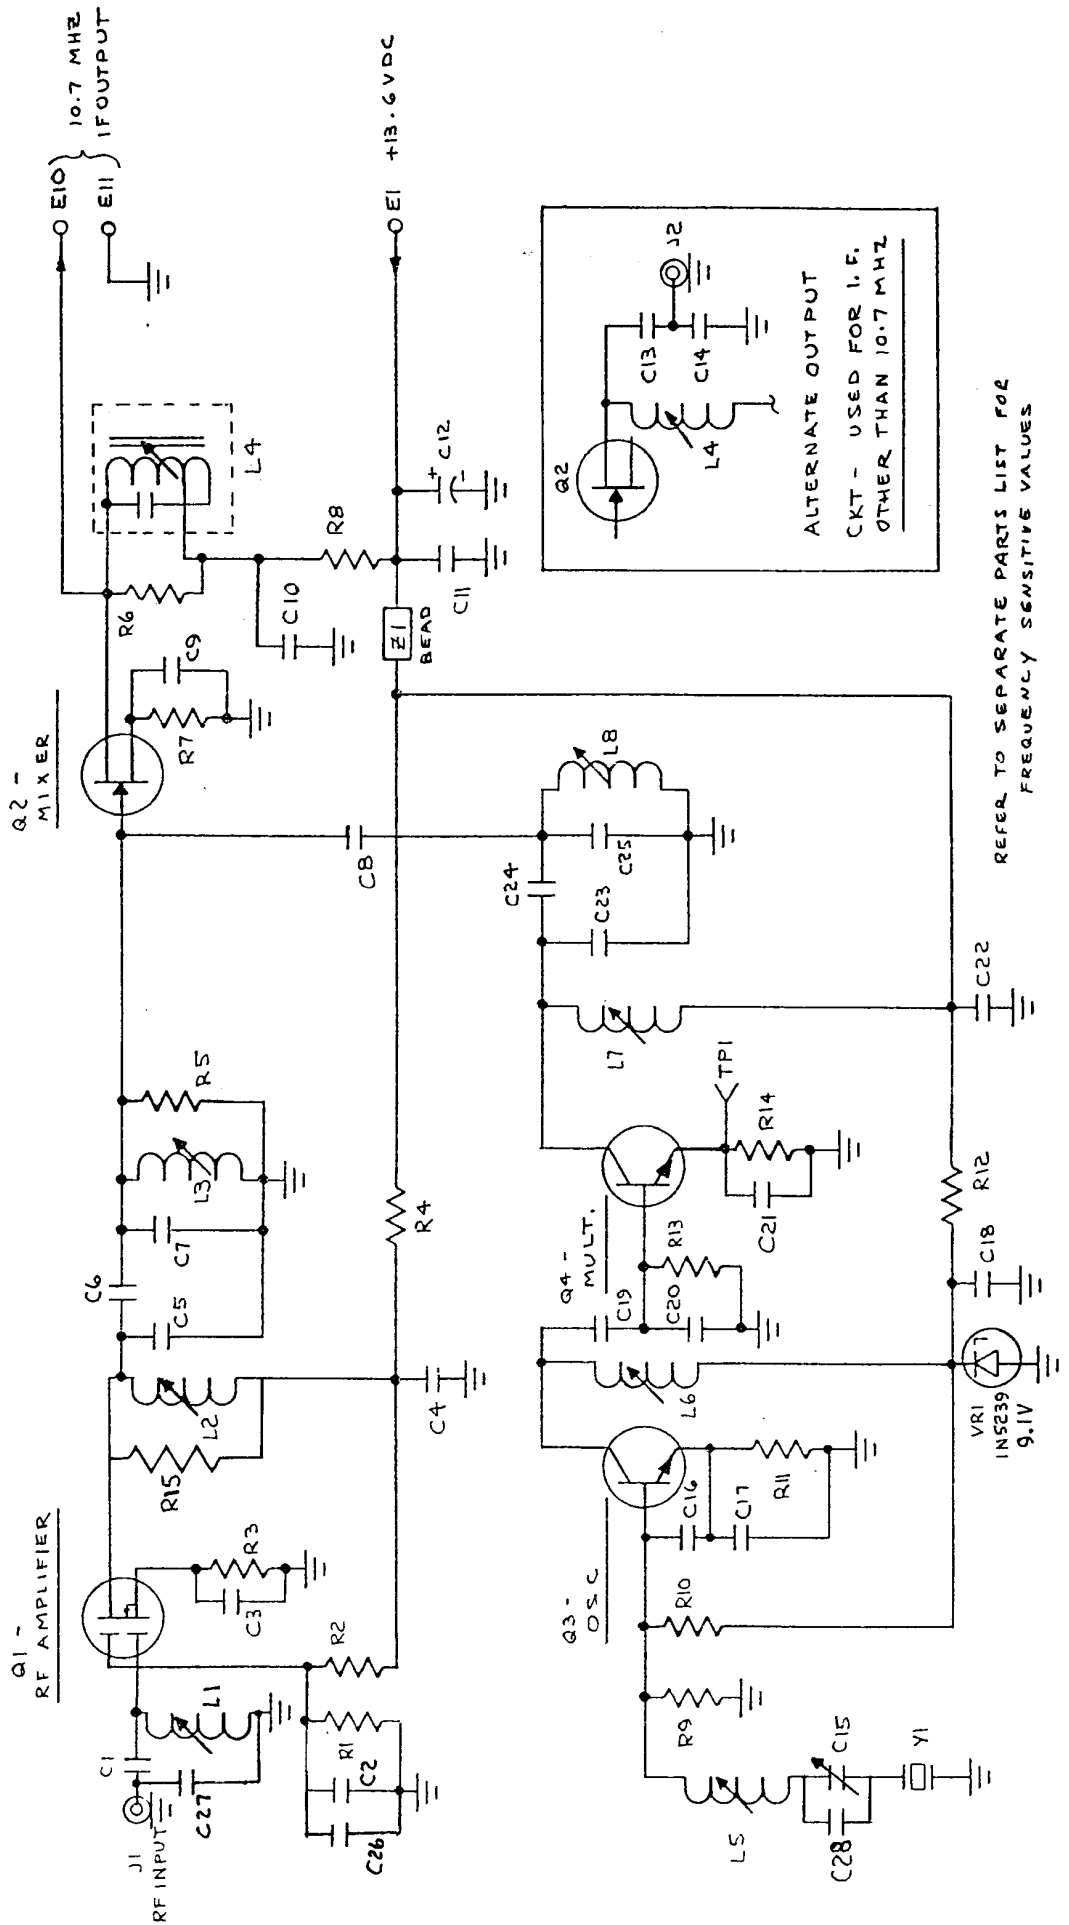 Q1 -
RF AMPLIFIER
Q2 -
MIXER
10.7 MHZ
IF OUTPUT
E10
E11
J1
RF INPUT
C1
C27
L1
C3
R3
R15
L2
C5
C6
C7
L3
R5
R6
R7
C9
L4
C10
R8
C26
C2
R1
R2
C4
R4
C8
Z1
BEAD
C11
C12
+
-
E1 +13.6 VDC
Q3 -
OSC
Q4 -
MULT.
L5
C28
C15
Y1
R9
R10
C16
C17
R11
L6
C19
C20
R13
C21
R14
TP1
L7
C24
C23
C25
L8
VR1
IN5239
9.1V
C18
R12
C22
Q2
L4
C13
C14
J2
ALTERNATE OUTPUT
CKT - USED FOR I.F.
OTHER THAN 10.7 MHZ
REFER TO SEPARATE PARTS LIST FOR
FREQUENCY SENSITIVE VALUES